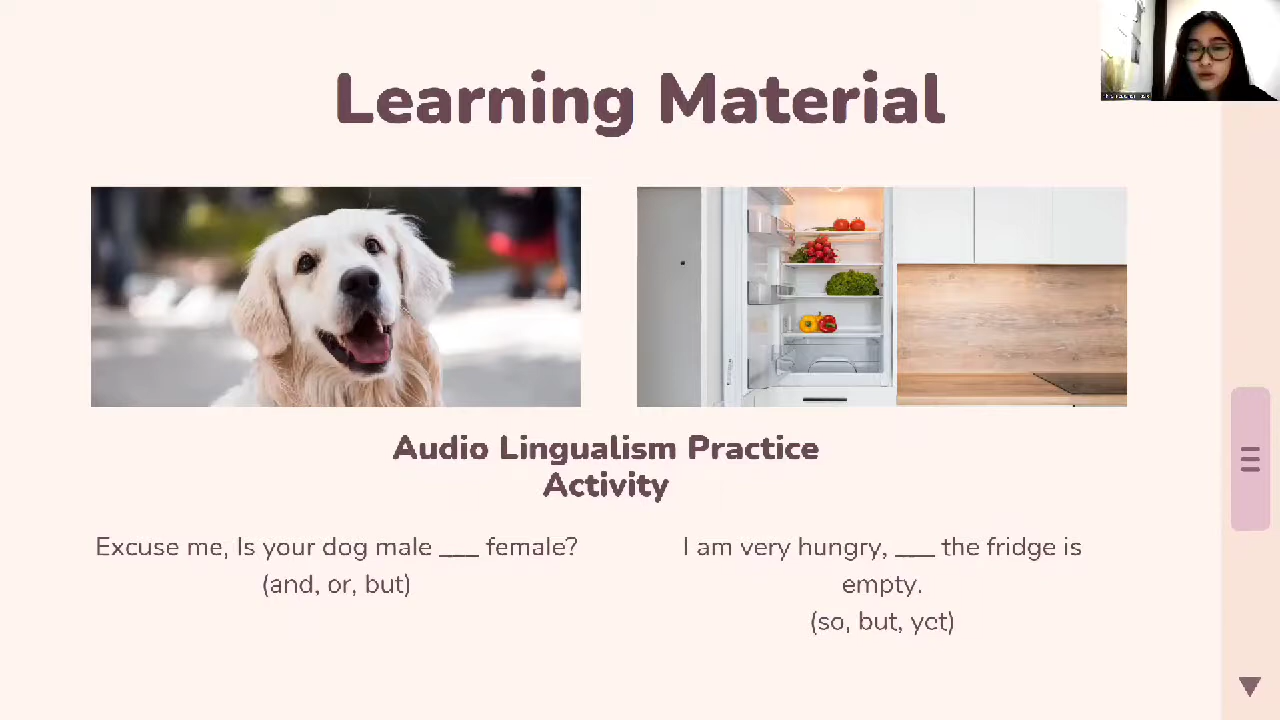 Learning Material
Audio Lingualism Practice
Activity
Excuse me, Is your dog male ___ female?
(and, or, but)
I am very hungry, ___ the fridge is
empty.
(so, but, yet)